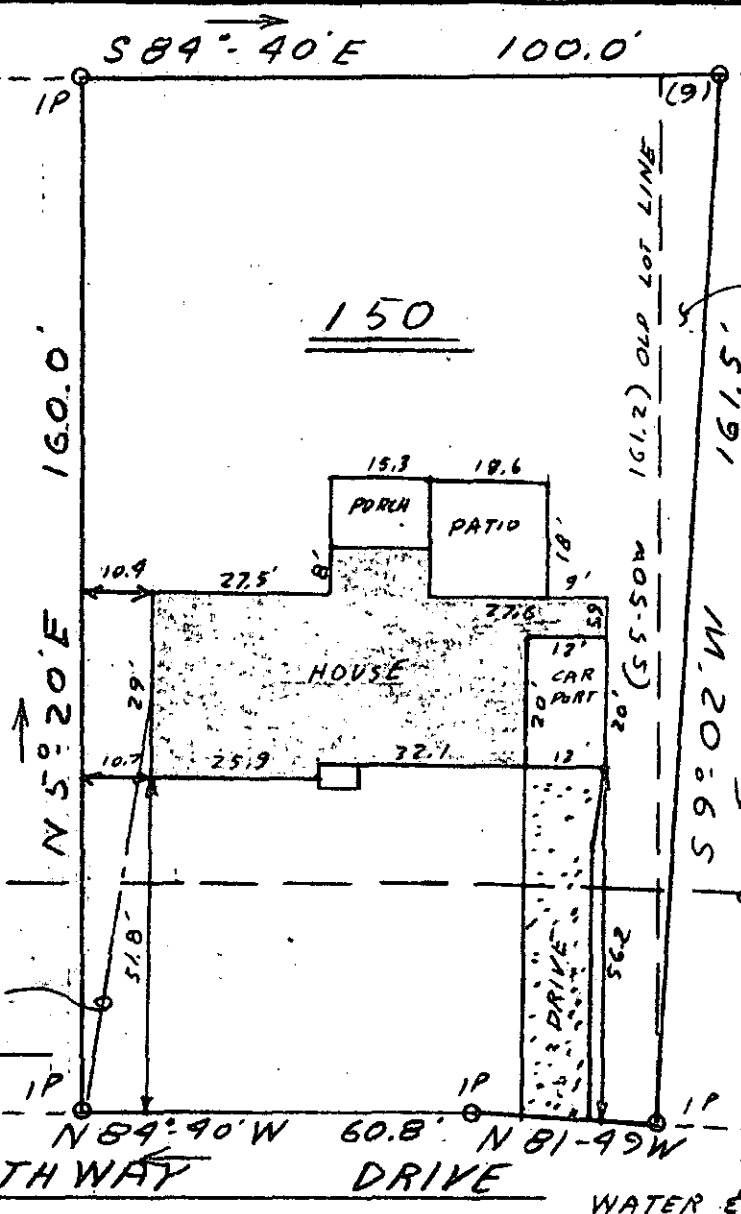 S 84°-40'E 100.0'
IP
(9)
(S 5-50W 161.2) OLD LOT LINE
161.5'
150
160.0'
15.3 18.6
PORCH
PATIO
8'
18'
10.4
27.5'
9'
27.6
5.9
12'
HOUSE
CAR
PORT
29'
20'
20'
N 5°-20'E
10.7
25.9
32.1
12'
S 9°-02'W
51.8'
DRIVE
56.2
IP
IP
IP
N 84°-40'W 60.8' N 81-49W
THWAY DRIVE
WATER &